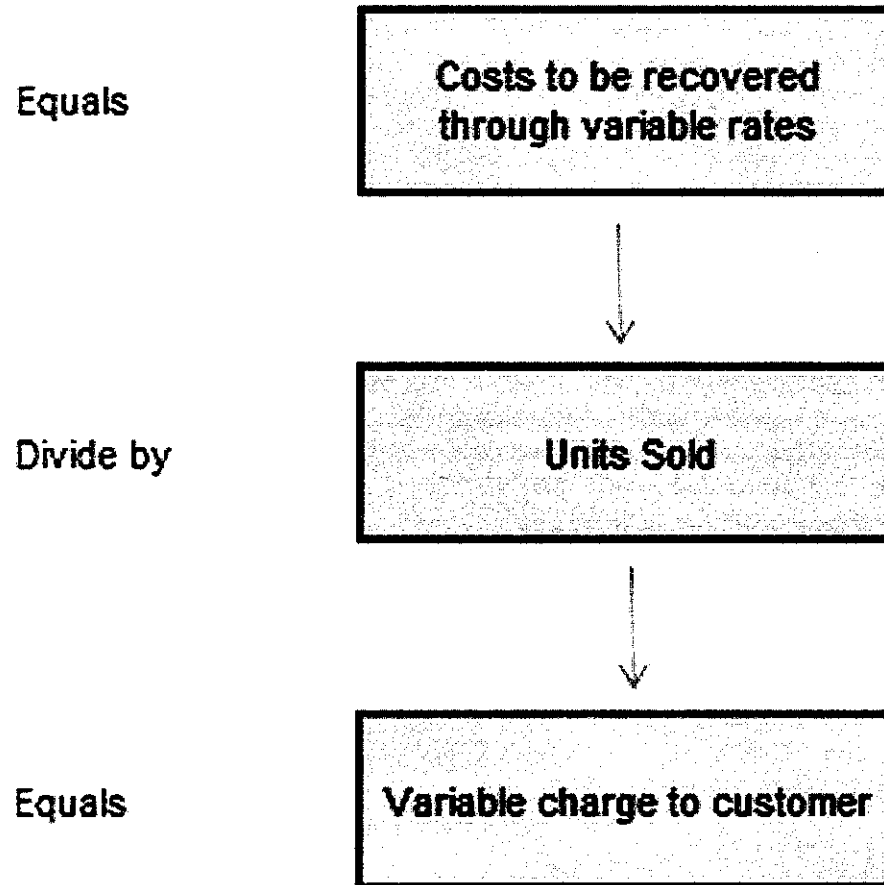 Equals
Costs to be recovered
through variable rates
Divide by
Units Sold
Equals
Variable charge to customer